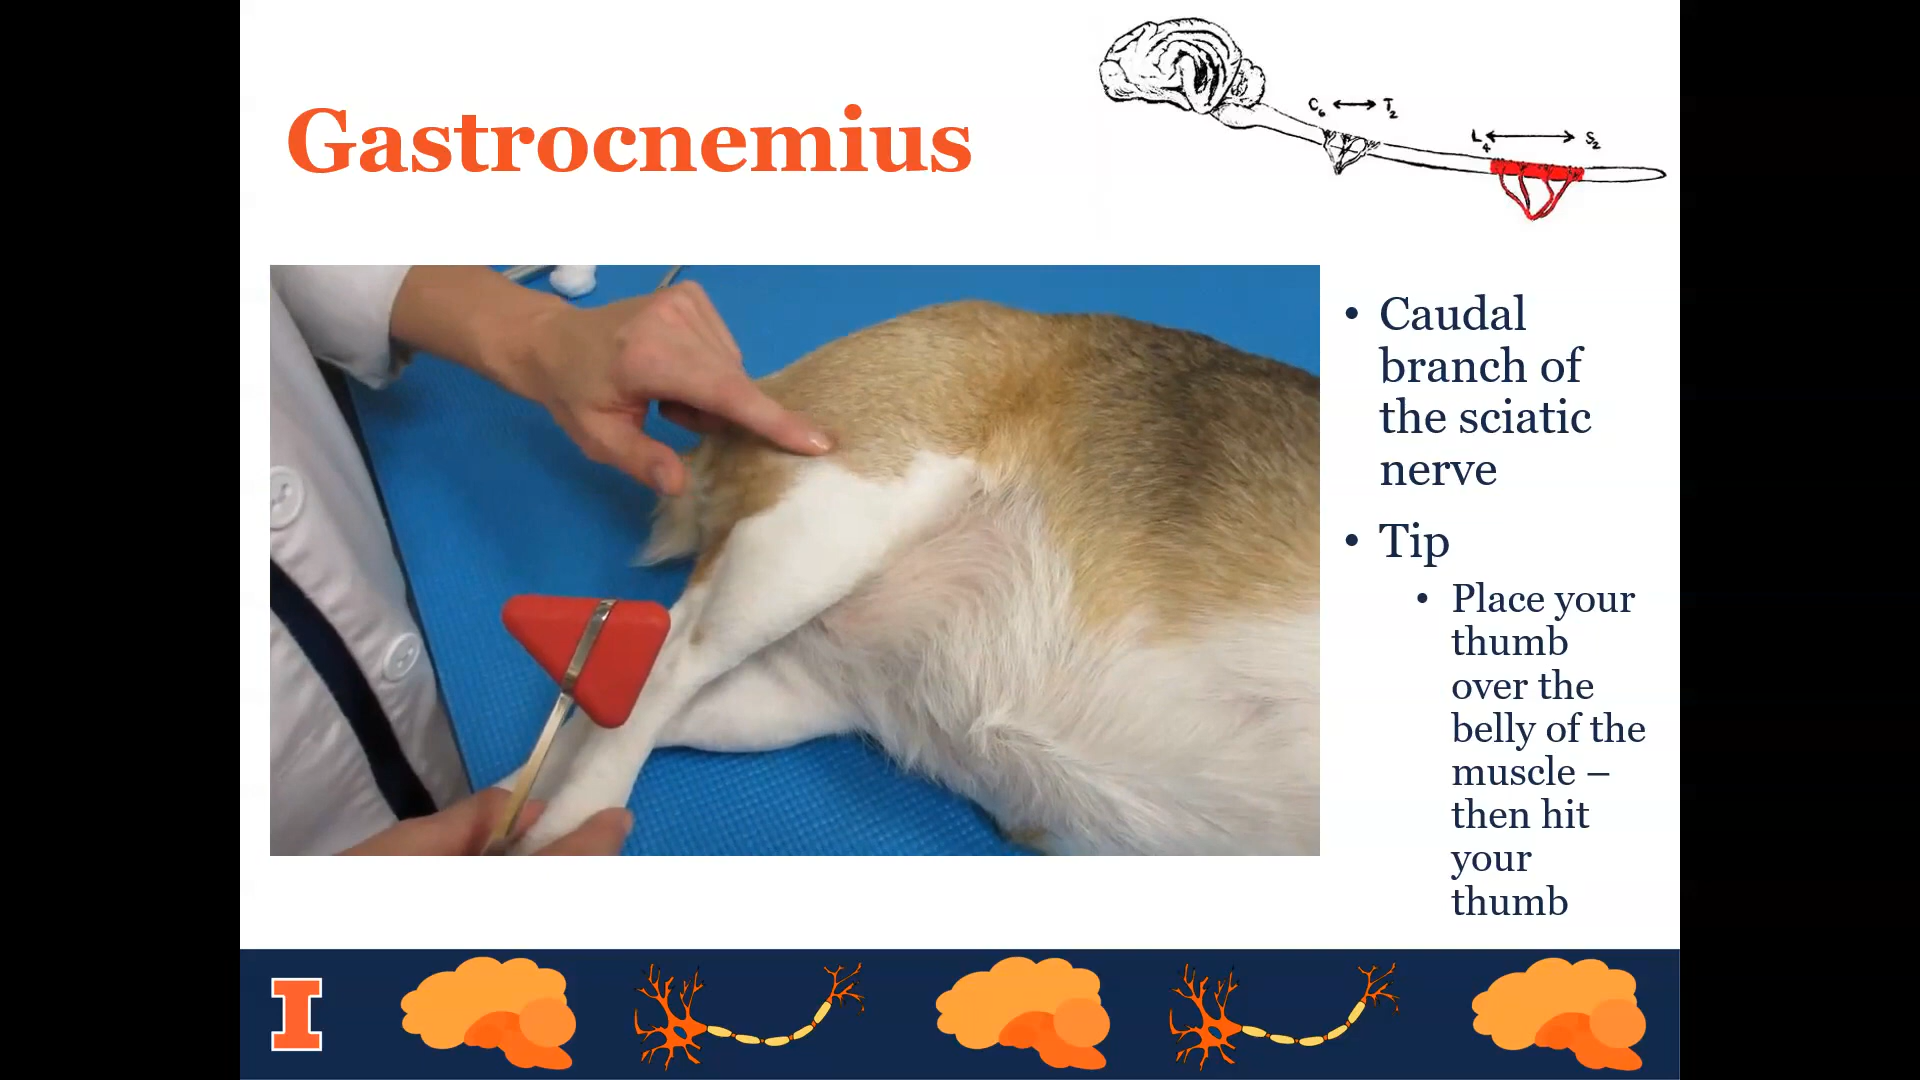 Gastrocnemius
C6 ↔ T2
L4 ↔ S2
• Caudal
branch of
the sciatic
nerve
• Tip
• Place your
thumb
over the
belly of the
muscle –
then hit
your
thumb
I